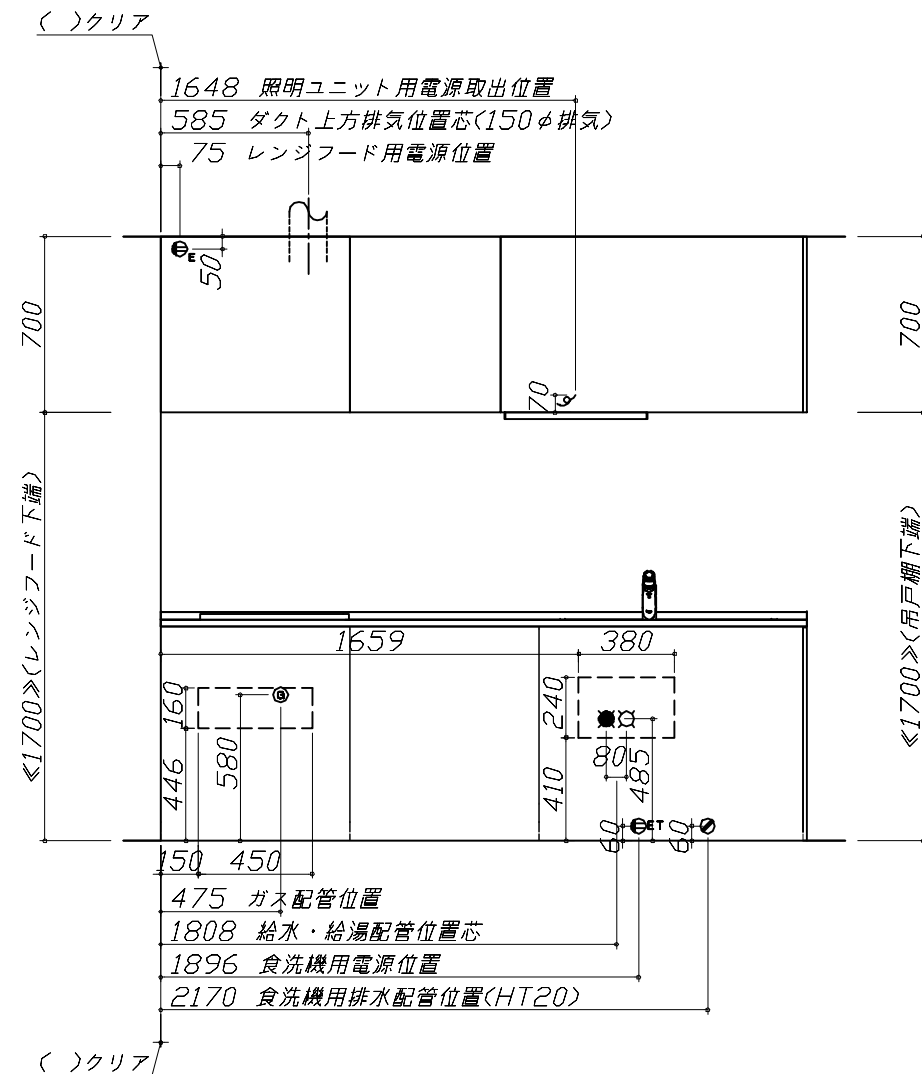 ( )クリア
1648 照明ユニット用電源取出位置
585 ダクト上方排気位置芯(150φ排気)
75 レンジフード用電源位置
E
50
700
700
70
≪1700≫(レンジフード下端)
≪1700≫(吊戸棚下端)
1659
380
160
G
240
580
80
485
446
410
60
ET
60
150
450
475 ガス配管位置
1808 給水・給湯配管位置芯
1896 食洗機用電源位置
2170 食洗機用排水配管位置(HT20)
( )クリア